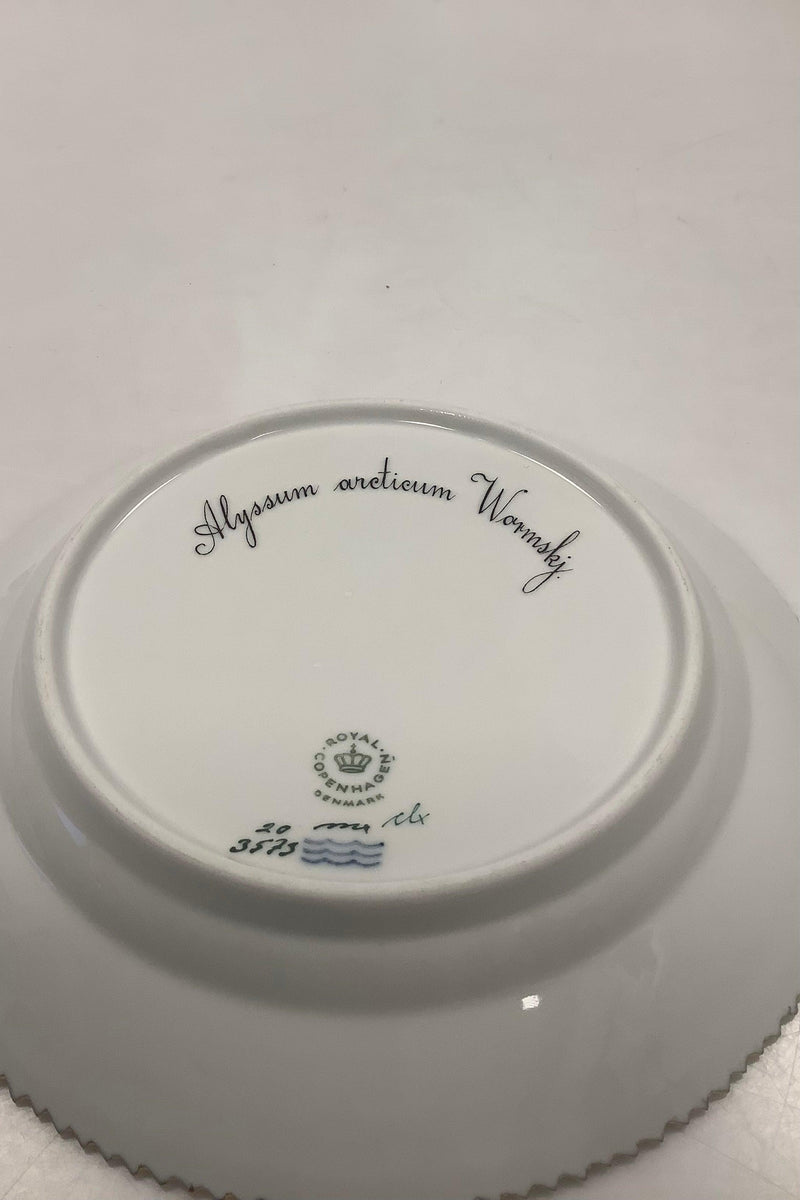 Alyssum arcticum Wormskj.
ROYAL COPENHAGEN
DENMARK
20
3573